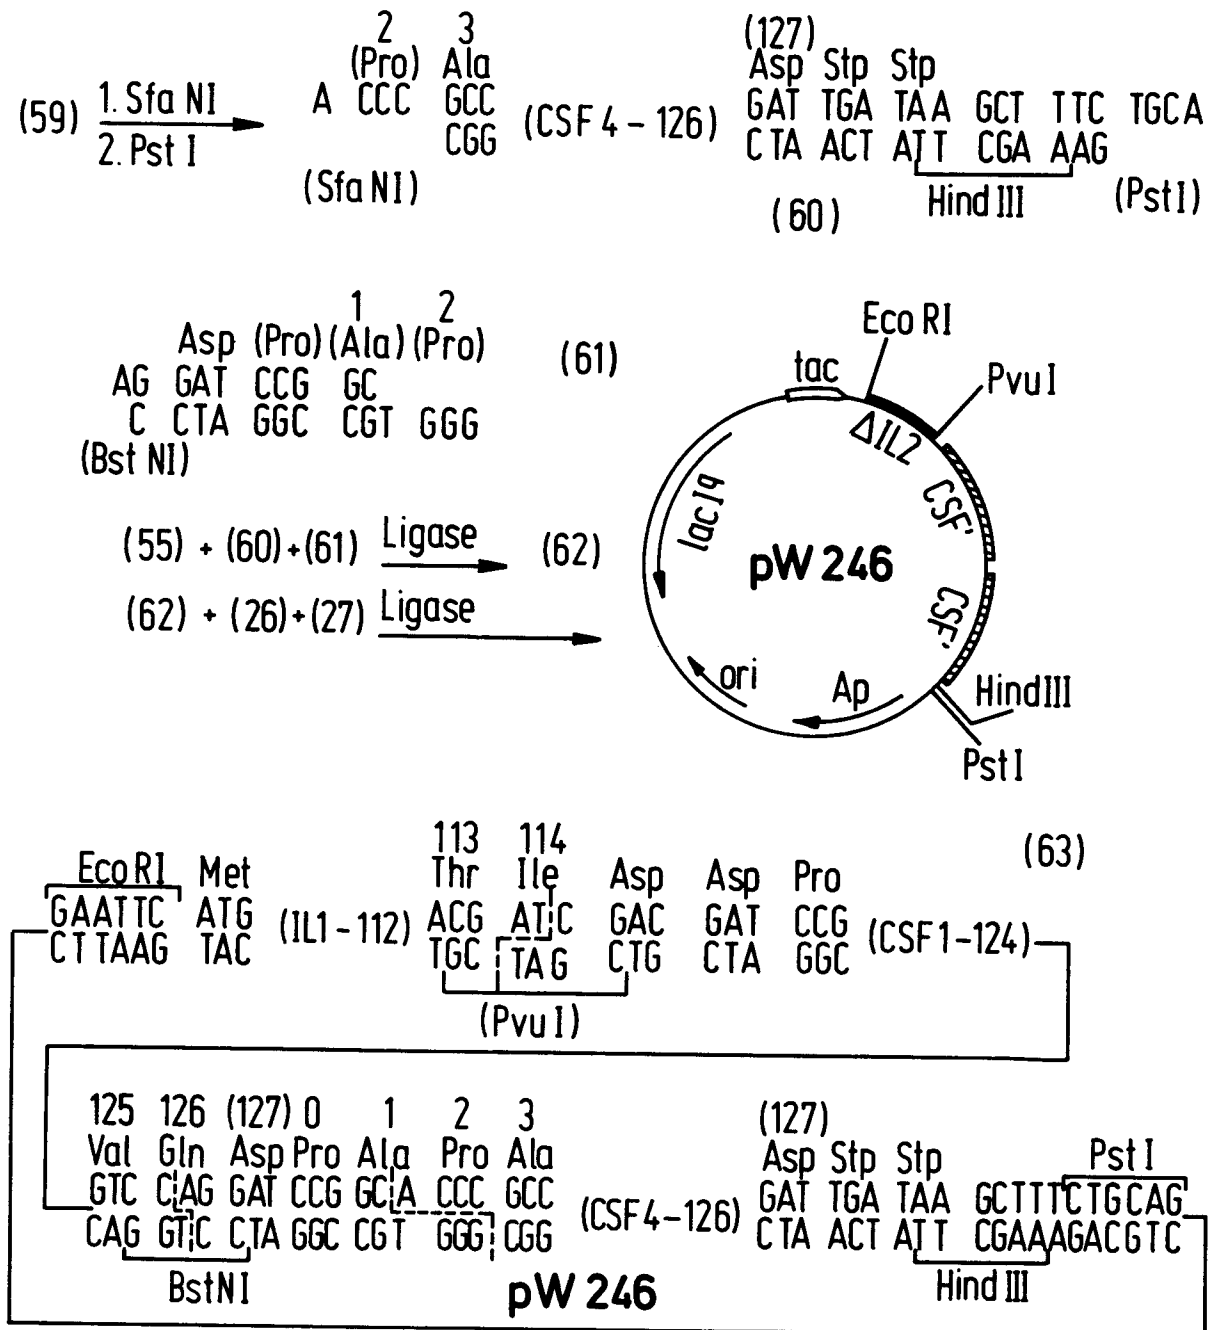 2 3 (127)
(Pro) Ala Asp Stp Stp
(59) 1. Sfa NI A CCC GCC (CSF 4 – 126) GAT TGA TAA GCT TTC TGCA
2. Pst I CGG CTA ACT ATT CGA AAG
(Sfa NI) Hind III (Pst I)
(60)
1 2
Asp (Pro) (Ala) (Pro) (61)
AG GAT CCG GC
C CTA GGC CGT GGG
(Bst NI)
(55) + (60)+(61) Ligase (62)
(62) + (26)+(27) Ligase
Eco RI
tac
Pvu I
ΔIL2
CSF'
lac Iq
pW 246
CSF'
ori
Ap
Hind III
Pst I
113 114 (63)
Eco RI Met Thr Ile Asp Asp Pro
GAATTC ATG (IL1 – 112) ACG ATC GAC GAT CCG (CSF1 – 124)
CTTAAG TAC TGC TAG CTG CTA GGC
(Pvu I)
125 126 (127) 0 1 2 3 (127)
Val Gln Asp Pro Ala Pro Ala Asp Stp Stp Pst I
GTC CAG GAT CCG GCA CCC GCC (CSF 4 – 126) GAT TGA TAA GCTTTCTGCAG
CAG GTC CTA GGC CGT GGG CGG CTA ACT ATT CGAAAGACGTC
BstNI Hind III
pW 246